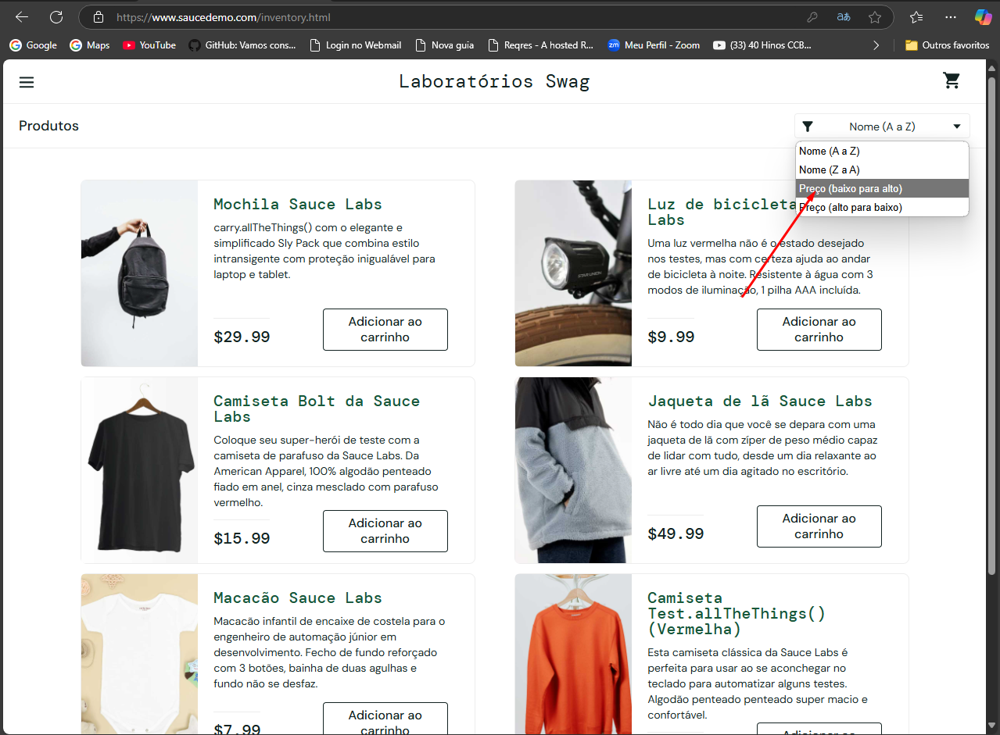 https://www.saucedemo.com/inventory.html
aあ
Google
Maps
YouTube
GitHub: Vamos cons...
Login no Webmail
Nova guia
Reqres - A hosted R...
zm
Meu Perfil - Zoom
(33) 40 Hinos CCB...
Outros favoritos
Laboratórios Swag
Produtos
Nome (A a Z)
Nome (A a Z)
Nome (Z a A)
Preço (baixo para alto)
Preço (alto para baixo)
Mochila Sauce Labs
carry.allTheThings() com o elegante e
simplificado Sly Pack que combina estilo
intransigente com proteção inigualável para
laptop e tablet.
$29.99
Adicionar ao
carrinho
Luz de bicicleta
Labs
Uma luz vermelha não é o estado desejado
nos testes, mas com certeza ajuda ao andar
de bicicleta à noite. Resistente à água com 3
modos de iluminação, 1 pilha AAA incluída.
STAR UNION
$9.99
Adicionar ao
carrinho
Camiseta Bolt da Sauce
Labs
Coloque seu super-herói de teste com a
camiseta de parafuso da Sauce Labs. Da
American Apparel, 100% algodão penteado
fiado em anel, cinza mesclado com parafuso
vermelho.
$15.99
Adicionar ao
carrinho
Jaqueta de lã Sauce Labs
Não é todo dia que você se depara com uma
jaqueta de lã com zíper de peso médio capaz
de lidar com tudo, desde um dia relaxante ao
ar livre até um dia agitado no escritório.
$49.99
Adicionar ao
carrinho
Macacão Sauce Labs
Macacão infantil de encaixe de costela para o
engenheiro de automação júnior em
desenvolvimento. Fecho de fundo reforçado
com 3 botões, bainha de duas agulhas e
fundo não se desfaz.
$7.99
Adicionar ao
carrinho
Camiseta
Test.allTheThings()
(Vermelha)
Esta camiseta clássica da Sauce Labs é
perfeita para usar ao se aconchegar no
teclado para automatizar alguns testes.
Algodão penteado penteado super macio e
confortável.
Adicionar ao